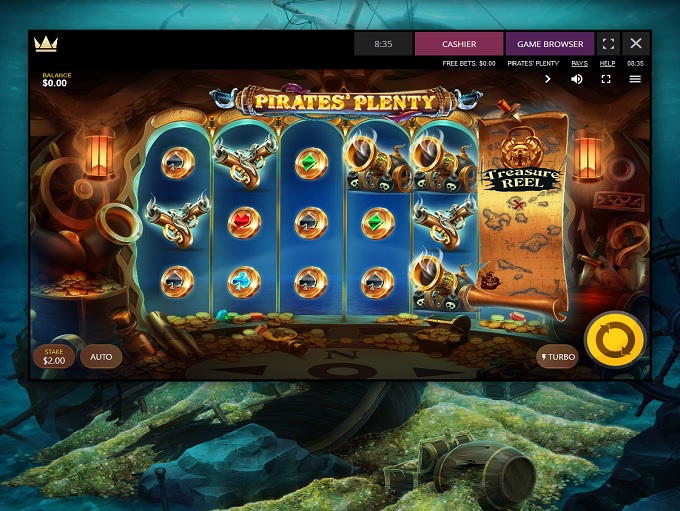 8:35
CASHIER
GAME BROWSER
FREE BETS: $0.00 PIRATES' PLENTY PAYS HELP 08:35
BALANCE
$0.00
PIRATES' PLENTY
Treasure
REEL
STAKE
$2.00
AUTO
TURBO
N